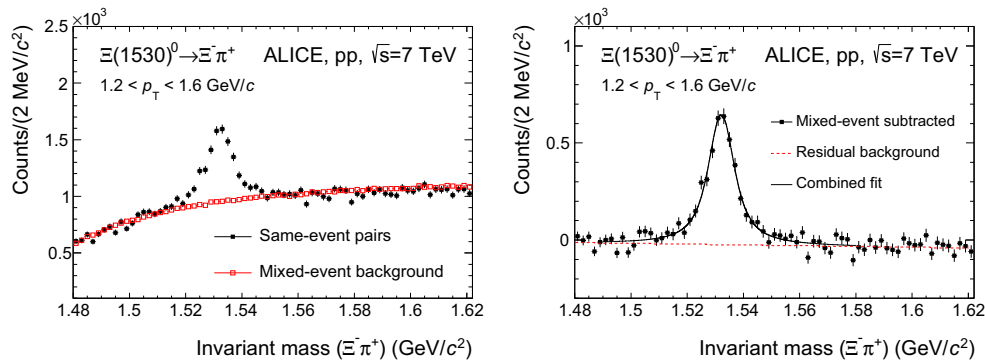 ×10³
2.5
2
1.5
1
0.5
Counts/(2 MeV/c²)
Ξ(1530)⁰→Ξ⁻π⁺ ALICE, pp, √s=7 TeV
1.2 < p_T < 1.6 GeV/c
Same-event pairs
Mixed-event background
1.48 1.5 1.52 1.54 1.56 1.58 1.6 1.62
Invariant mass (Ξ⁻π⁺) (GeV/c²)
×10³
1
0.5
0
Counts/(2 MeV/c²)
Ξ(1530)⁰→Ξ⁻π⁺ ALICE, pp, √s=7 TeV
1.2 < p_T < 1.6 GeV/c
Mixed-event subtracted
Residual background
Combined fit
1.48 1.5 1.52 1.54 1.56 1.58 1.6 1.62
Invariant mass (Ξ⁻π⁺) (GeV/c²)